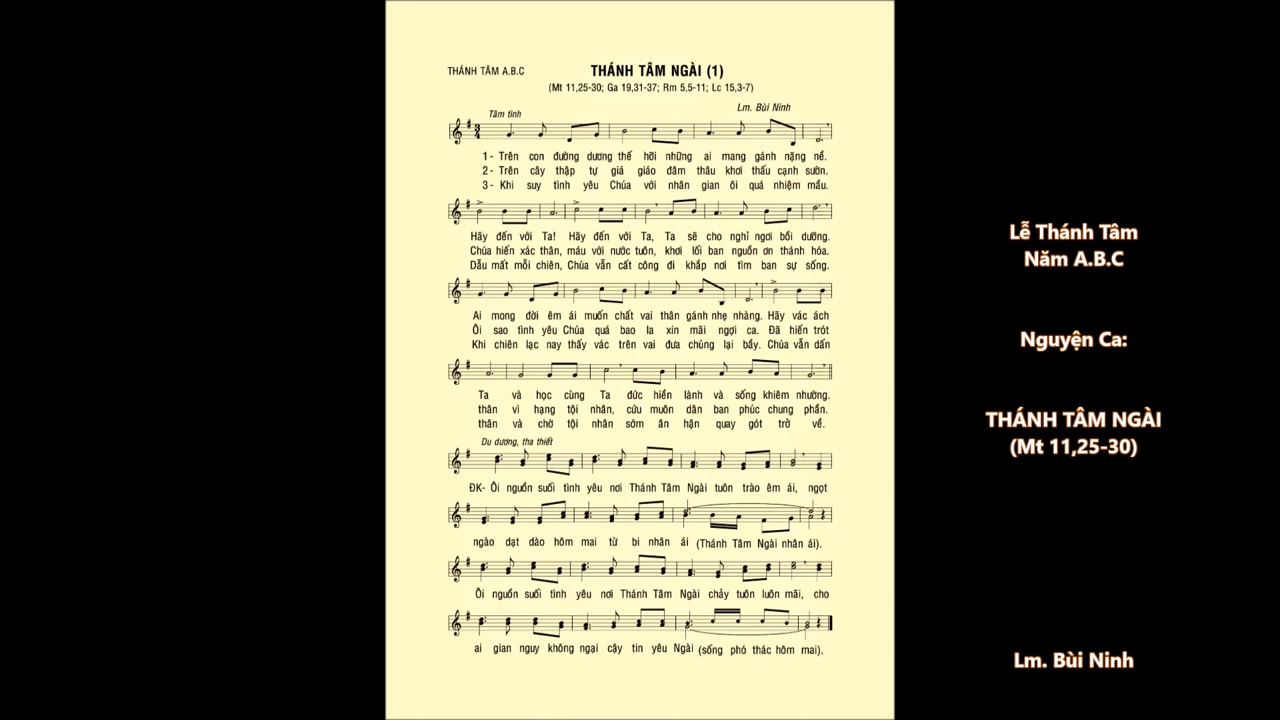 THÁNH TÂM A.B.C
THÁNH TÂM NGÀI (1)
(Mt 11,25-30; Ga 19,31-37; Rm 5,5-11; Lc 15,3-7)
Tâm tình
Lm. Bùi Ninh
1 - Trên con đường dương thế hỡi những ai mang gánh nặng nề.
2 - Trên cây thập tự giá giáo đâm thâu khơi thấu cạnh sườn.
3 - Khi suy tình yêu Chúa với nhân gian ôi quá nhiệm mầu.
Hãy đến với Ta! Hãy đến với Ta, Ta sẽ cho nghỉ ngơi bồi dưỡng.
Chúa hiến xác thân, máu với nước tuôn, khơi lối ban nguồn ơn thánh hóa.
Dẫu mất mỗi chiên, Chúa vẫn cất công đi khắp nơi tìm ban sự sống.
Ai mong đời êm ái muốn chất vai thân gánh nhẹ nhàng. Hãy vác ách
Ôi sao tình yêu Chúa quá bao la xin mãi ngợi ca. Đã hiến trót
Khi chiên lạc nay thấy vác trên vai đưa chúng lại bầy. Chúa vẫn dấn
Ta và học cùng Ta đức hiền lành và sống khiêm nhường.
thân vì hạng tội nhân, cứu muôn dân ban phúc chung phần.
thân và chờ tội nhân sớm ăn hận quay gót trở về.
Du dương, tha thiết
ĐK- Ôi nguồn suối tình yêu nơi Thánh Tâm Ngài tuôn trào êm ái, ngọt
ngào dạt dào hôm mai từ bi nhân ái (Thánh Tâm Ngài nhân ái).
Ôi nguồn suối tình yêu nơi Thánh Tâm Ngài chảy tuôn luôn mãi, cho
ai gian nguy không ngại cậy tin yêu Ngài (sống phó thác hôm mai).
Lễ Thánh Tâm
Năm A.B.C
Nguyện Ca:
THÁNH TÂM NGÀI
(Mt 11,25-30)
Lm. Bùi Ninh